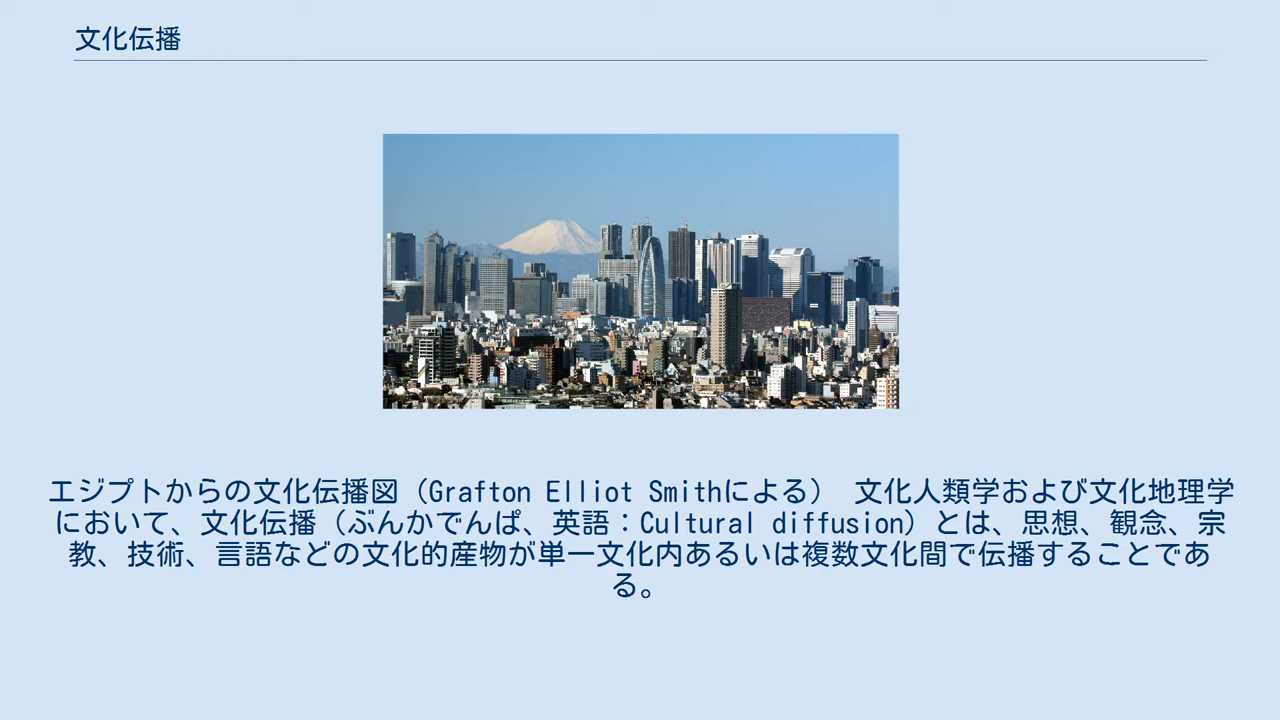 文化伝播
エジプトからの文化伝播図（Grafton Elliot Smithによる） 文化人類学および文化地理学
において、文化伝播（ぶんかでんぱ、英語：Cultural diffusion）とは、思想、観念、宗
教、技術、言語などの文化的産物が単一文化内あるいは複数文化間で伝播することであ
る。